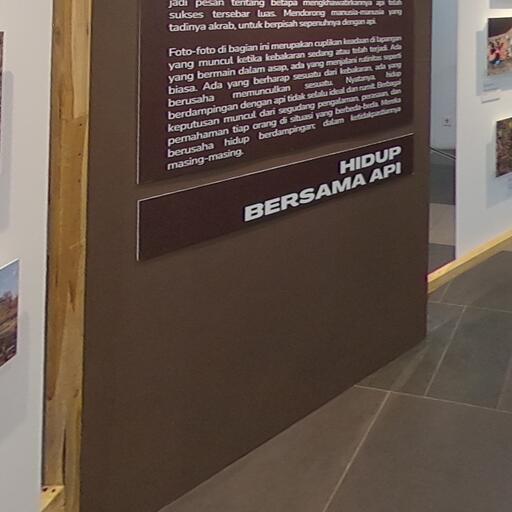 jadi pesan tentang betapa mengkhawatirkannya api telah
sukses tersebar luas. Mendorong manusia-manusia yang
tadinya akrab, untuk berpisah sepenuhnya dengan api.
Foto-foto di bagian ini merupakan cuplikan keadaan di lapangan
yang muncul ketika kebakaran sedang atau telah terjadi. Ada
yang bermain dalam asap, ada yang menjalani rutinitas seperti
biasa. Ada yang berharap sesuatu dari kebakaran, ada yang
berusaha memunculkan sesuatu. Nyatanya, hidup
berdampingan dengan api tidak selalu ideal dan rumit. Berbagai
keputusan muncul dari segudang pengalaman, perasaan, dan
pemahaman tiap orang di situasi yang berbeda-beda. Mereka
berusaha hidup berdampingan; dalam ketidakpastiannya
masing-masing.
HIDUP
BERSAMA API